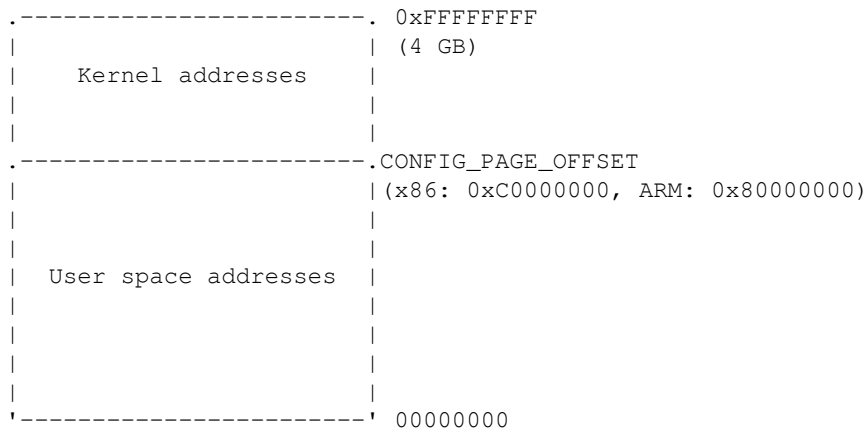 0xFFFFFFFF
(4 GB)
Kernel addresses
CONFIG_PAGE_OFFSET
(x86: 0xC0000000, ARM: 0x80000000)
User space addresses
00000000